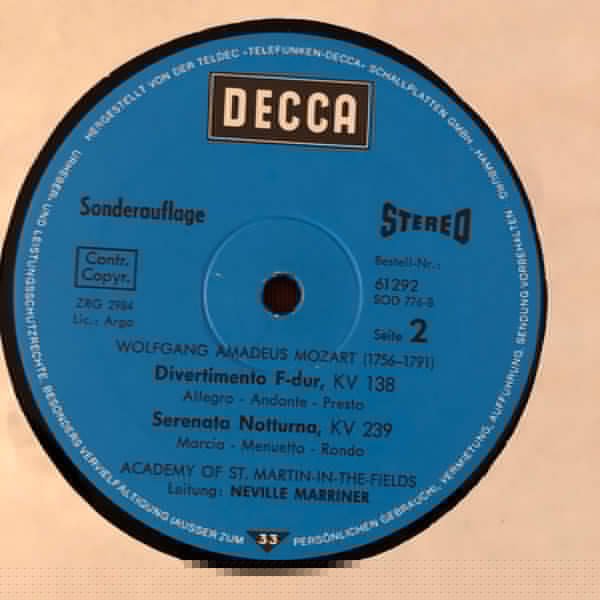 HERGESTELLT VON DER TELDEC »TELEFUNKEN-DECCA« SCHALLPLATTEN GMBH., HAMBURG
DECCA
Sonderauflage
STEREO
Contr.
Copyr.
Bestell-Nr.:
61292
SOD 776-B
ZRG 2984
Lic.: Argo
Seite 2
WOLFGANG AMADEUS MOZART (1756–1791)
Divertimento F-dur, KV 138
Allegro - Andante - Presto
Serenata Notturna, KV 239
Marcia - Menuetto - Rondo
ACADEMY OF ST. MARTIN-IN-THE-FIELDS
Leitung: NEVILLE MARRINER
33
URHEBER- UND LEISTUNGSSCHUTZRECHTE, BESONDERS VERVIELFÄLTIGUNG (AUSSER ZUM PERSÖNLICHEN GEBRAUCH), VERMIETUNG, AUFFÜHRUNG, SENDUNG VORBEHALTEN